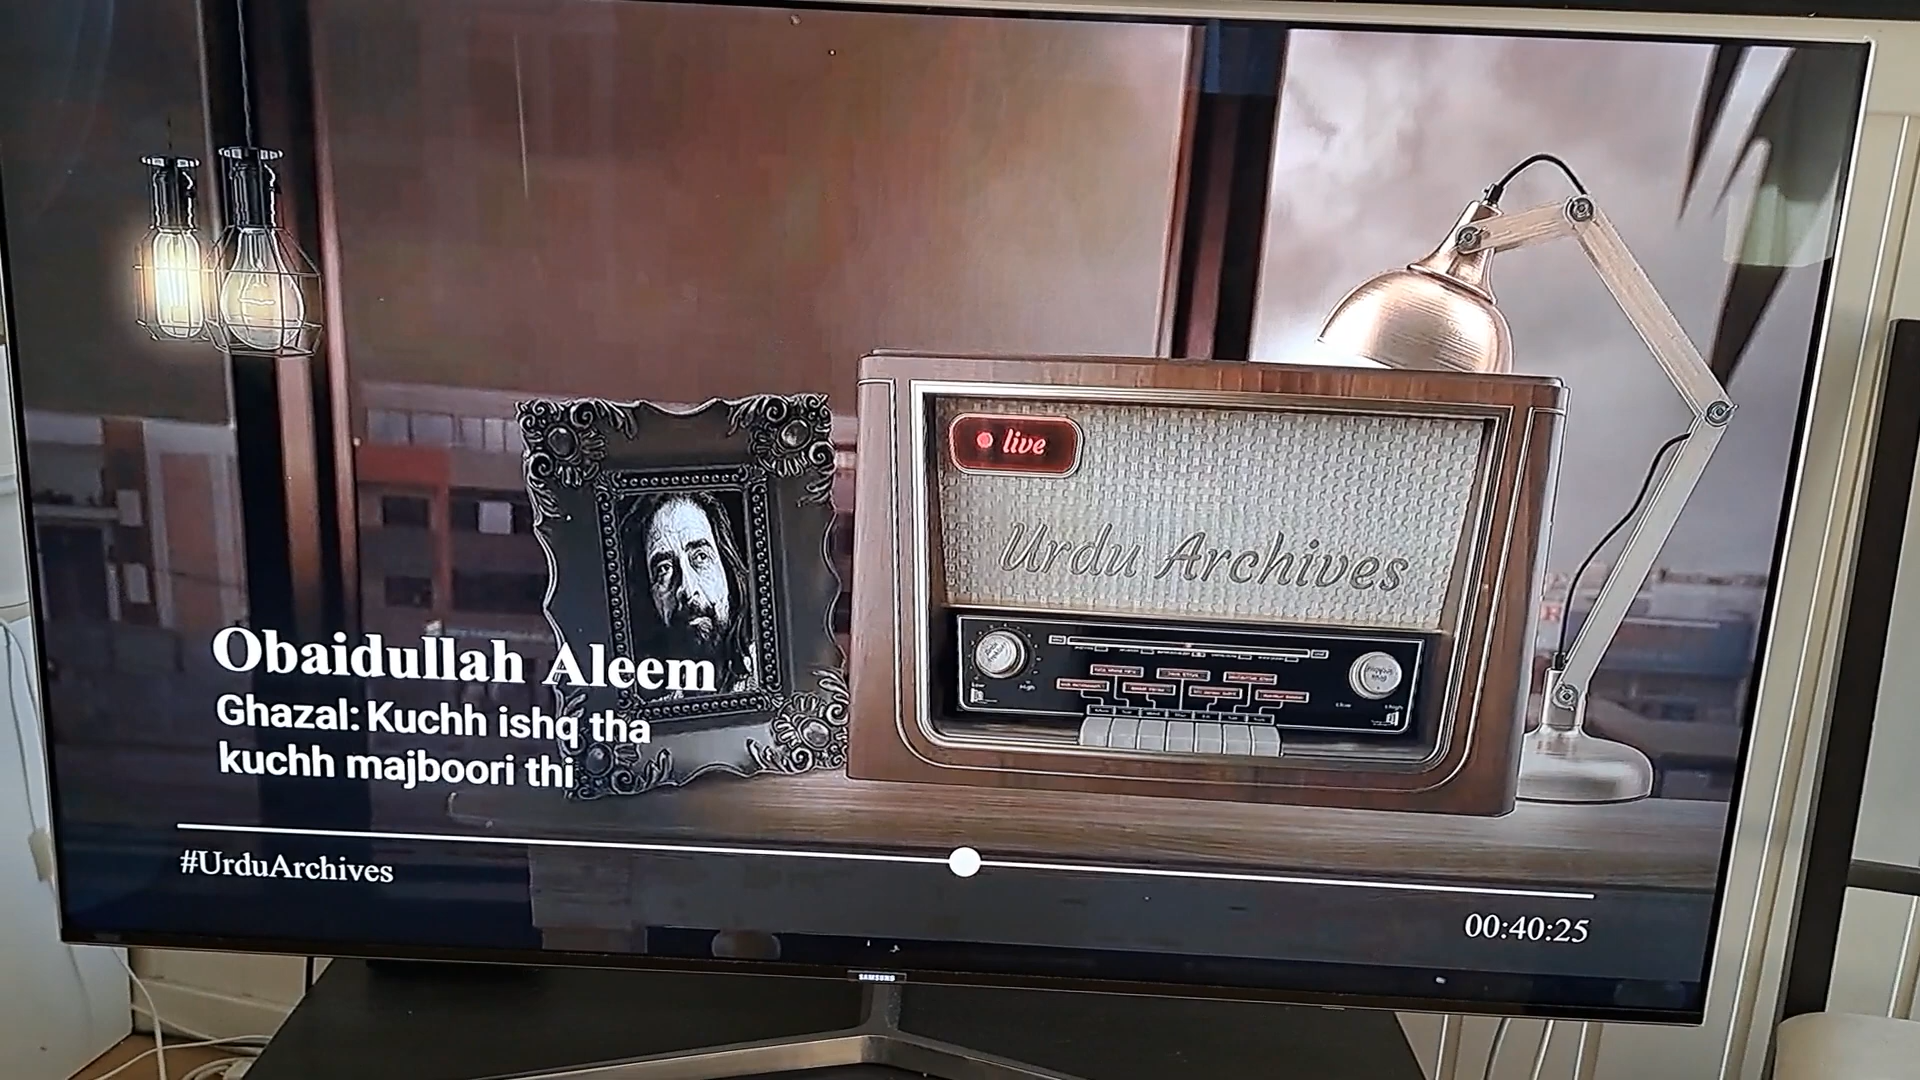 live
Urdu Archives
Obaidullah Aleem
Ghazal: Kuchh ishq tha
kuchh majboori thi
#UrduArchives
00:40:25
SAMSUNG